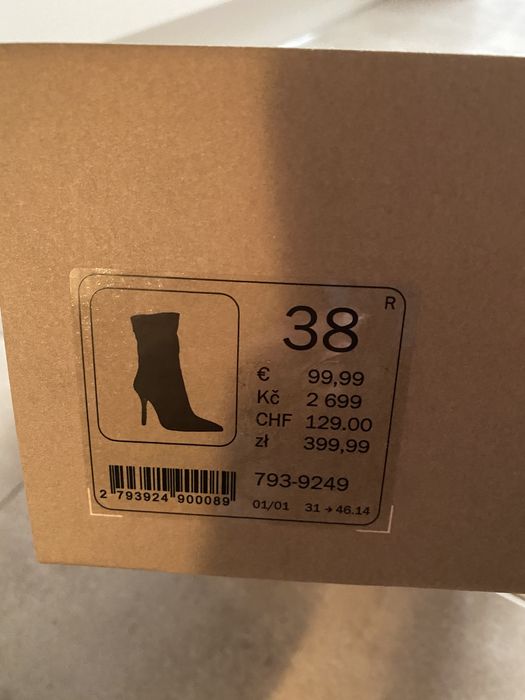 R
38
€ 99,99
Kč 2 699
CHF 129.00
zł 399,99
793-9249
2 793924 900089
01/01 31 → 46.14